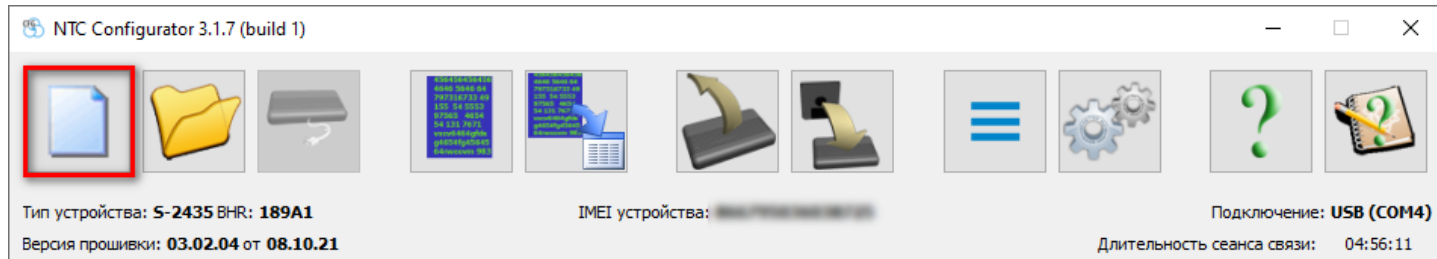 NTC Configurator 3.1.7 (build 1)
Тип устройства: S-2435 BHR: 189A1
IMEI устройства:
Подключение: USB (COM4)
Версия прошивки: 03.02.04 от 08.10.21
Длительность сеанса связи: 04:56:11